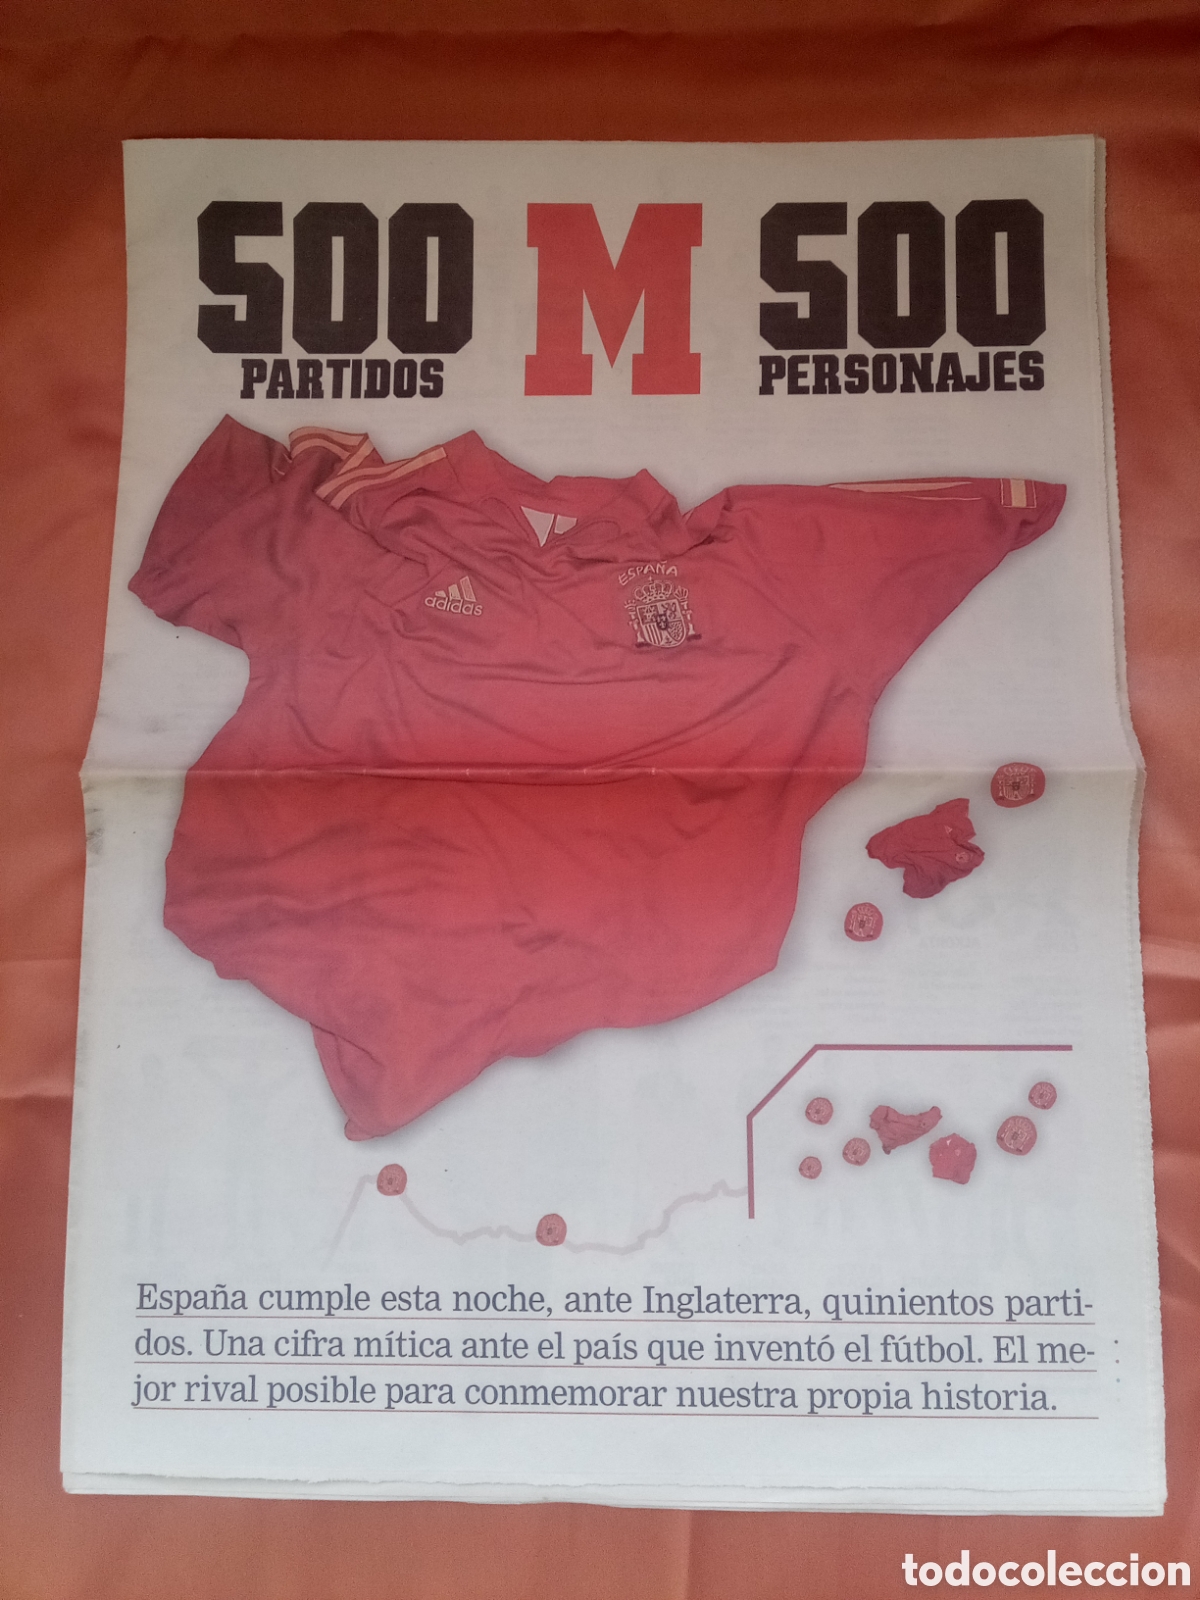 500 M 500
PARTIDOS PERSONAJES
adidas
ESPAÑA
España cumple esta noche, ante Inglaterra, quinientos parti-
dos. Una cifra mítica ante el país que inventó el fútbol. El me-
jor rival posible para conmemorar nuestra propia historia.
todocoleccion